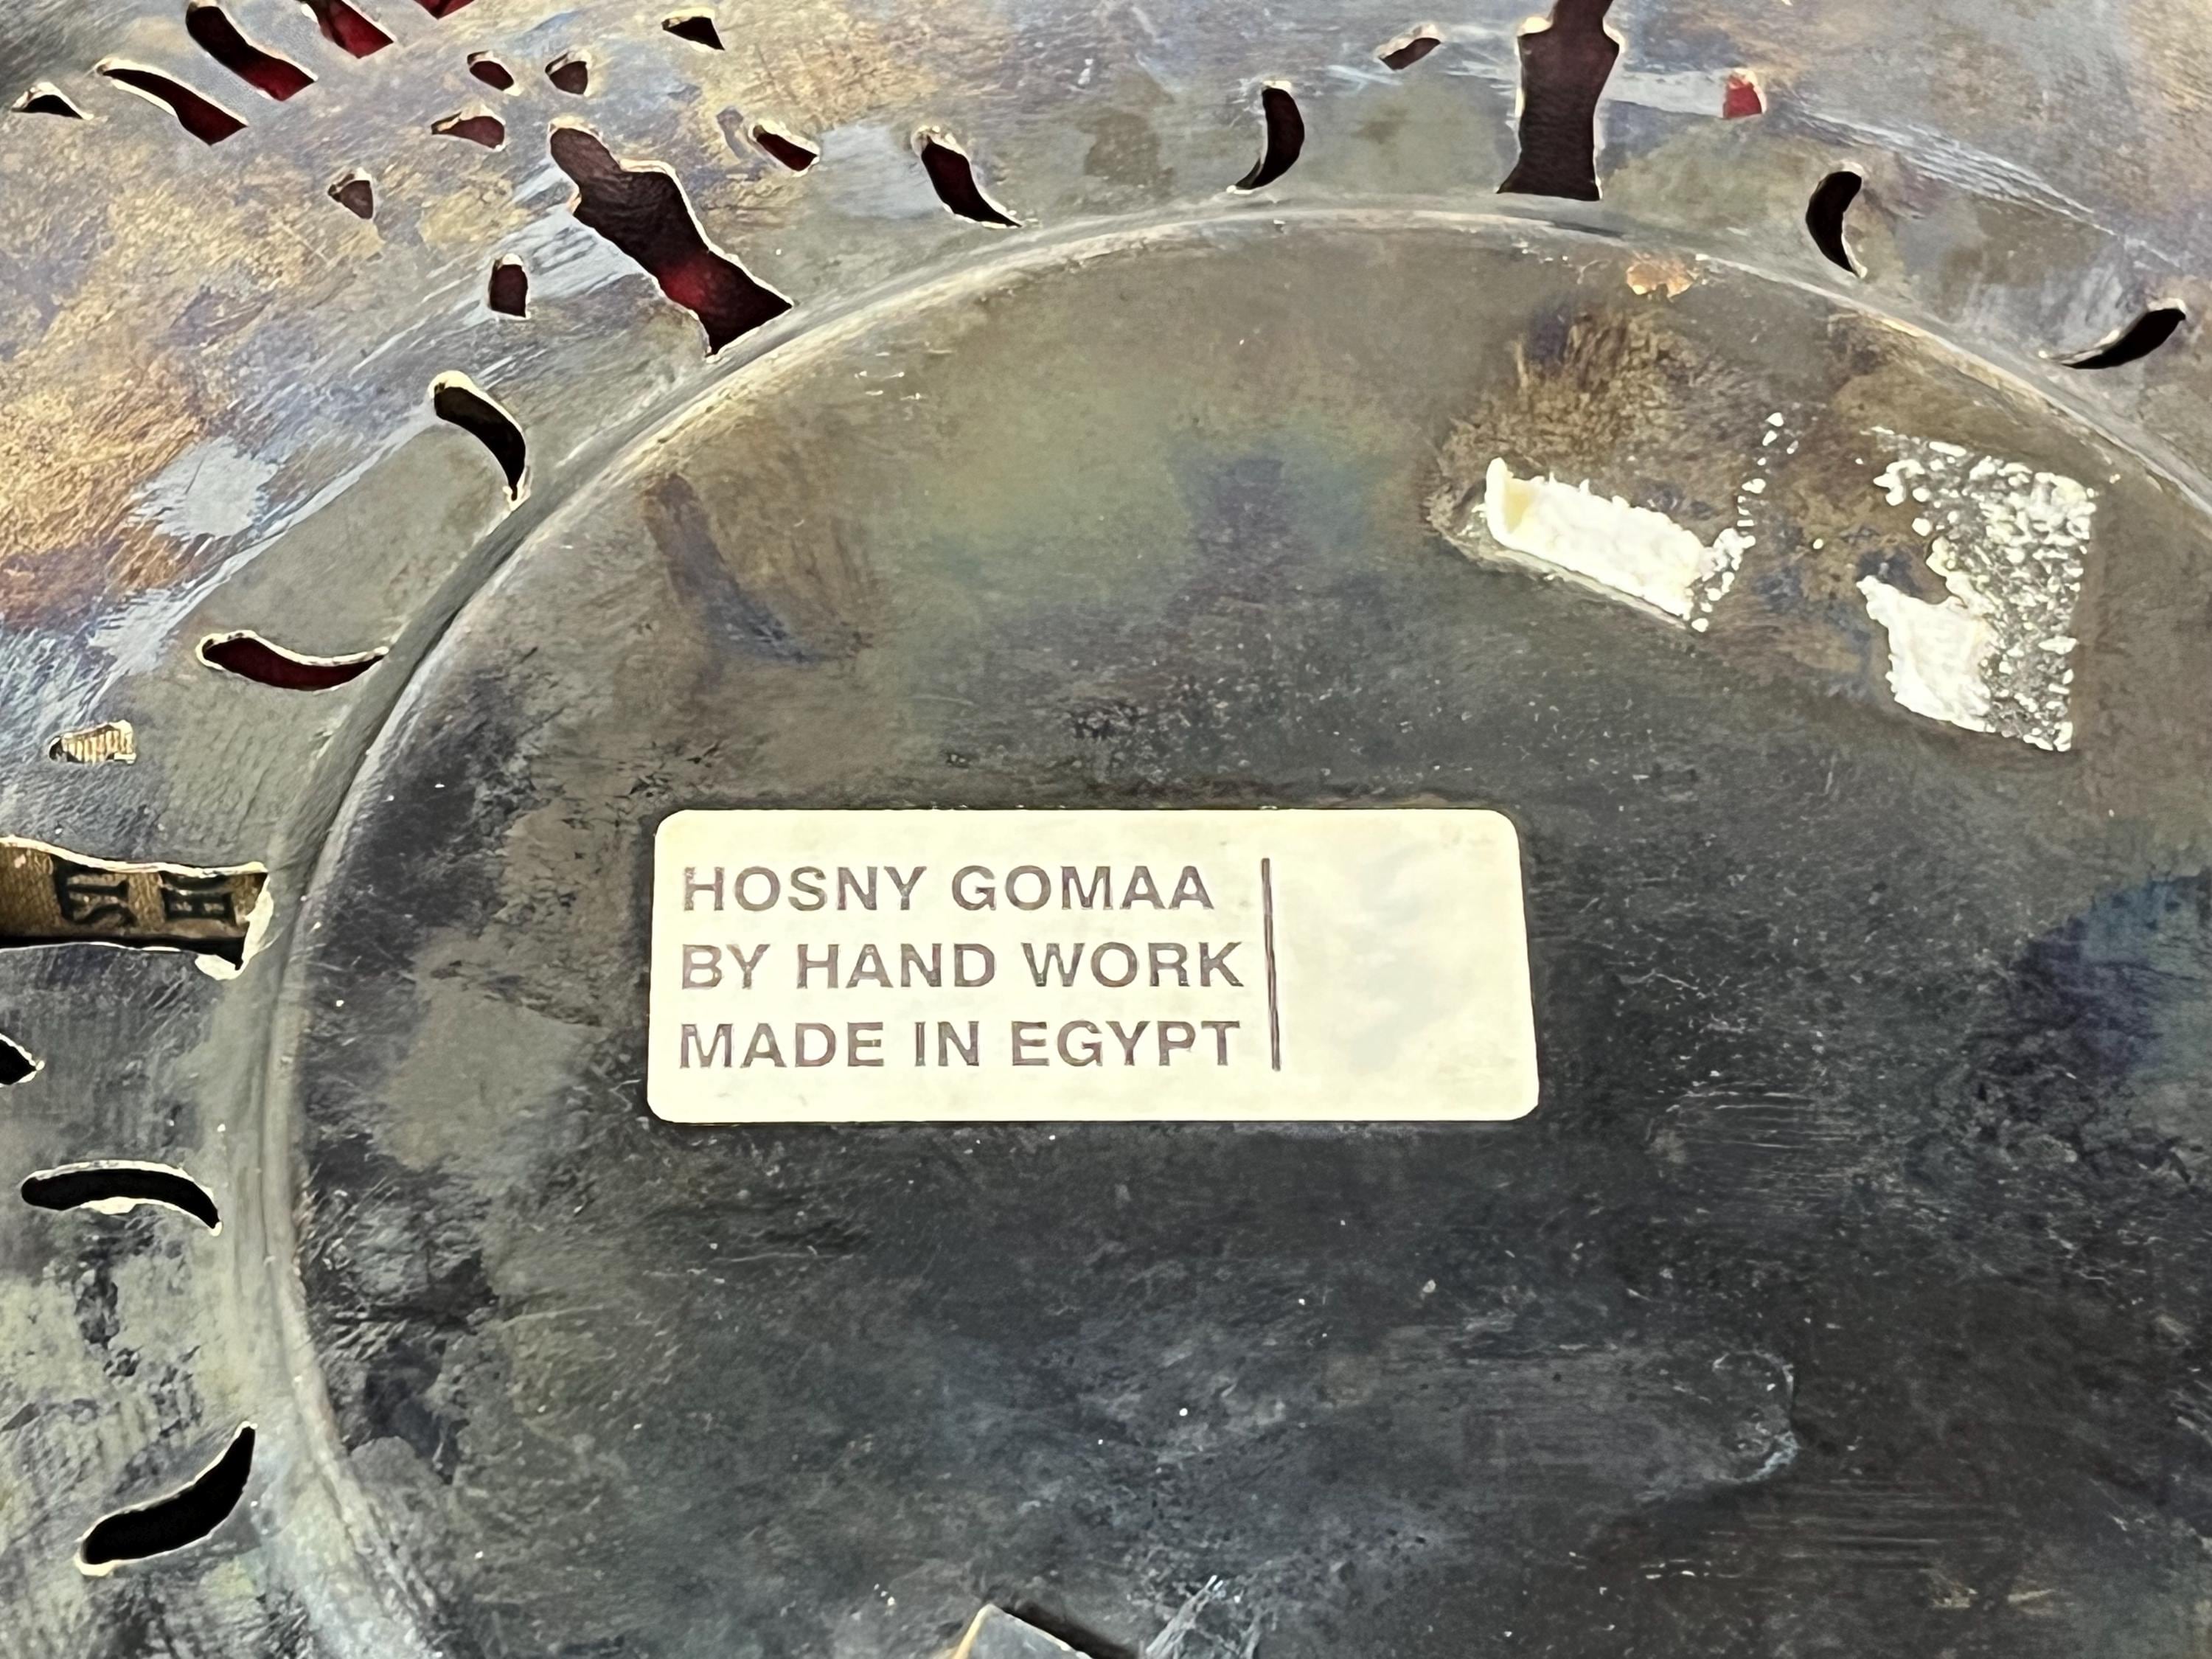 HOSNY GOMAA
BY HAND WORK
MADE IN EGYPT